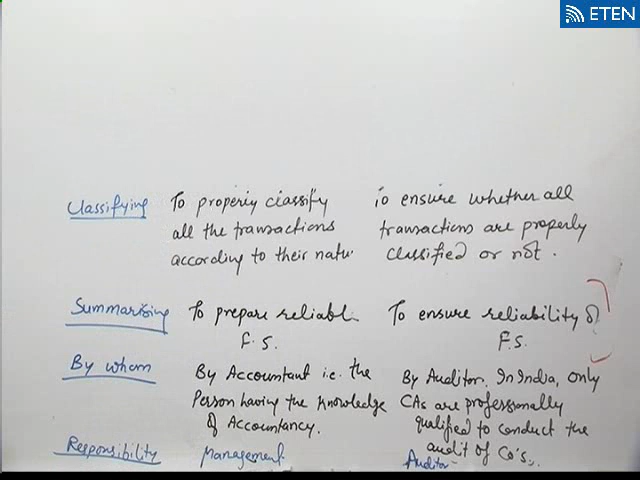 ETEN
Classifying To properly classify To ensure whether all
all the transactions transactions are properly
according to their natu classified or not.
Summarising To prepare reliabl To ensure reliability of
F.S. F.S.
By whom By Accountant i.e. the By Auditor. In India, only
Person having the knowledge CAs are professionally
of Accountancy. qualified to conduct the
audit of Co's.
Responsibility Management Auditor